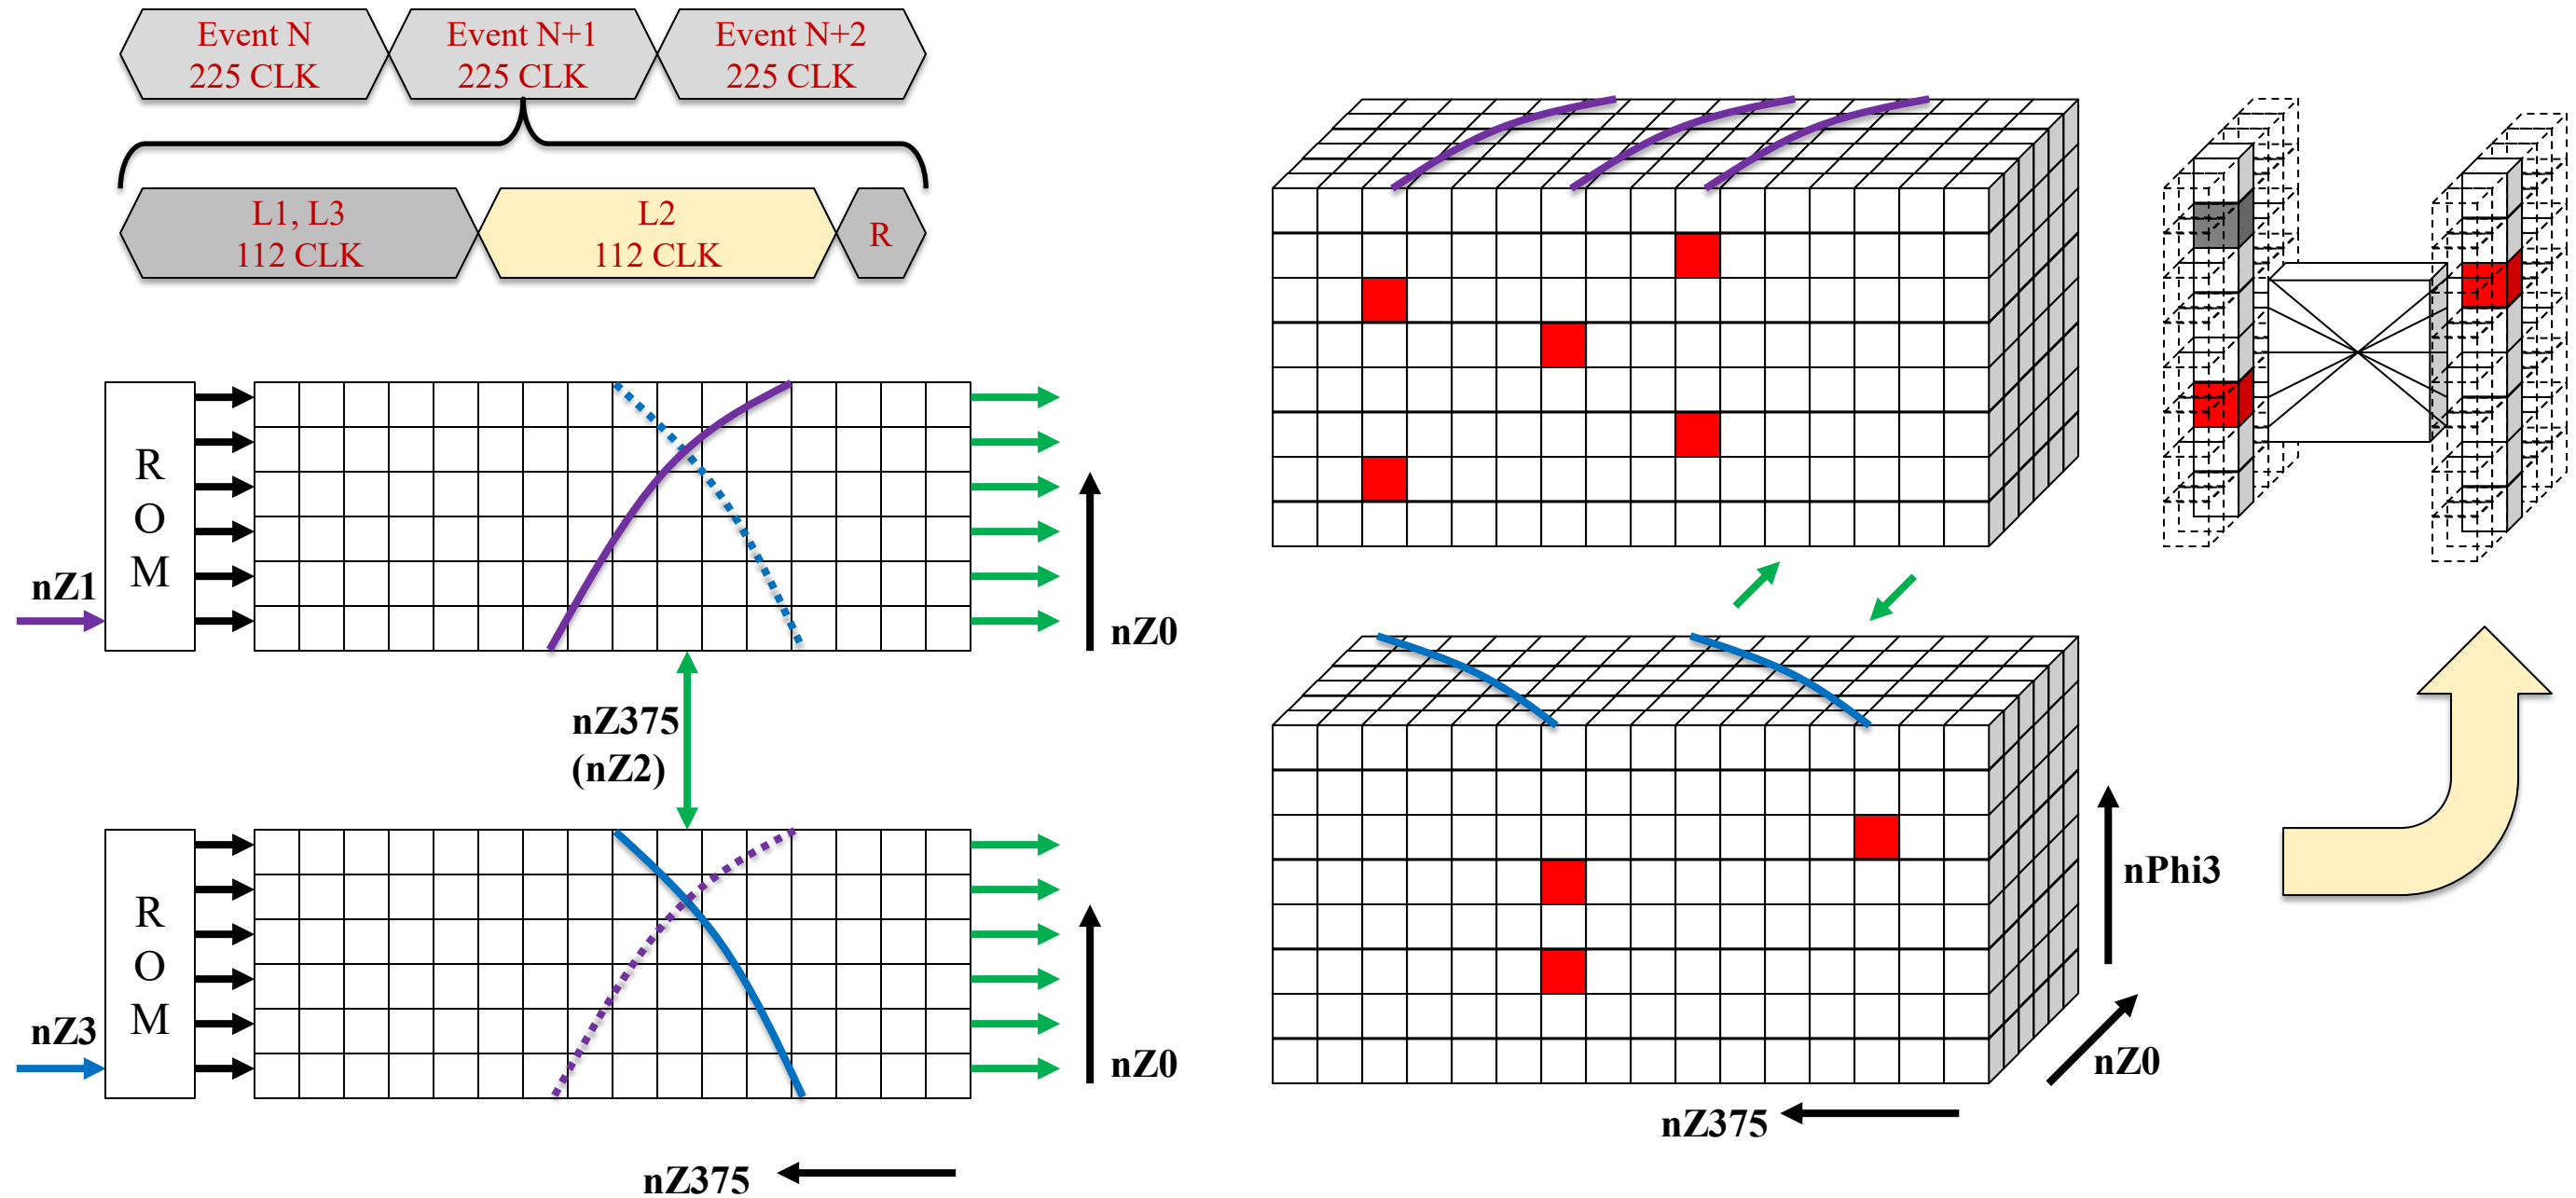 Event N
225 CLK
Event N+1
225 CLK
Event N+2
225 CLK
L1, L3
112 CLK
L2
112 CLK
R
R
O
M
nZ1
nZ0
nZ375
(nZ2)
R
O
M
nZ3
nZ0
nZ375
nPhi3
nZ0
nZ375